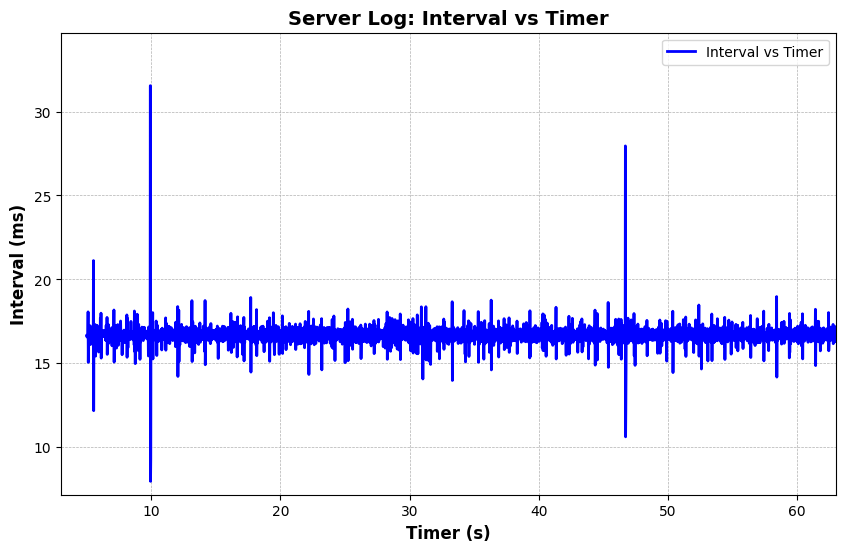 Server Log: Interval vs Timer
Interval vs Timer
30
25
20
15
10
Interval (ms)
10 20 30 40 50 60
Timer (s)